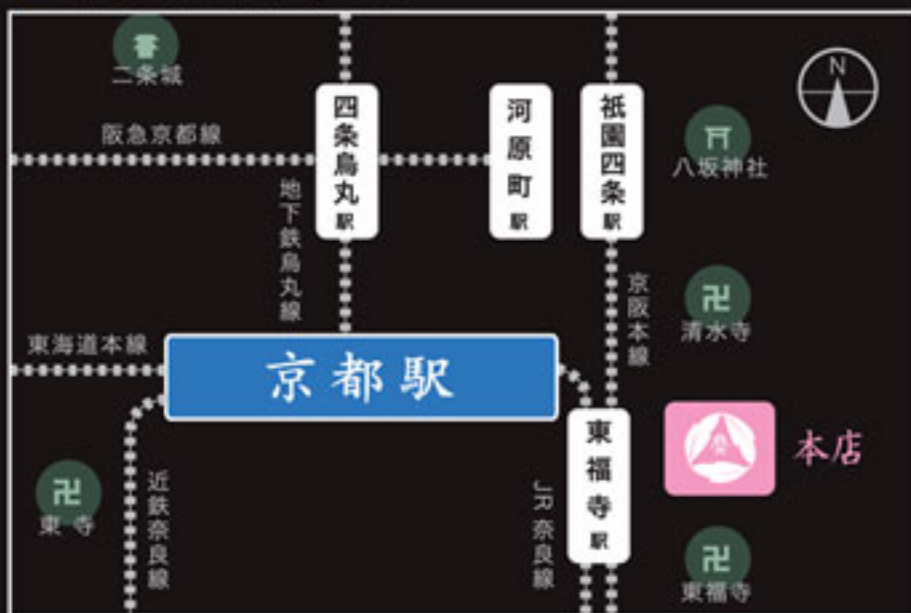 二条城
N
四条烏丸駅
河原町駅
祇園四条駅
阪急京都線
八坂神社
地下鉄烏丸線
京阪本線
清水寺
東海道本線
京都駅
東福寺駅
本店
東寺
近鉄奈良線
JR奈良線
東福寺